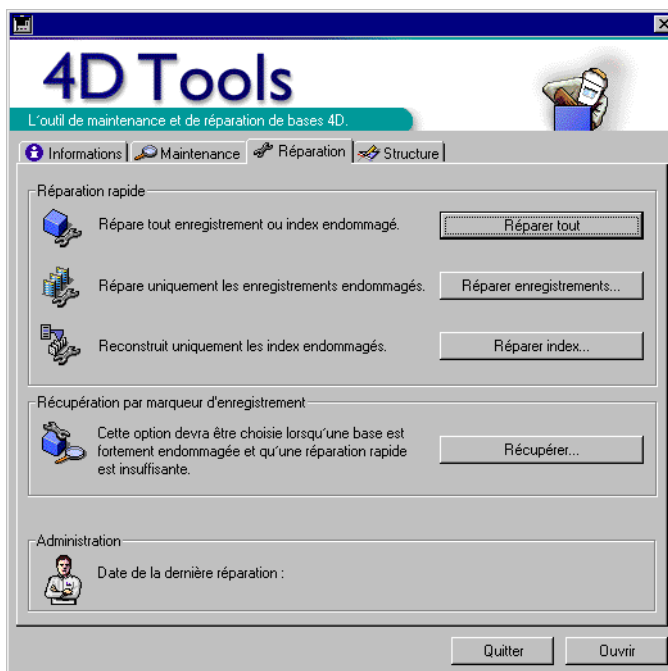 4D Tools
L'outil de maintenance et de réparation de bases 4D.
Informations
Maintenance
Réparation
Structure
Réparation rapide
Répare tout enregistrement ou index endommagé.
Réparer tout
Répare uniquement les enregistrements endommagés.
Réparer enregistrements...
Reconstruit uniquement les index endommagés.
Réparer index...
Récupération par marqueur d'enregistrement
Cette option devra être choisie lorsqu'une base est
fortement endommagée et qu'une réparation rapide
est insuffisante.
Récupérer...
Administration
Date de la dernière réparation :
Quitter
Ouvrir